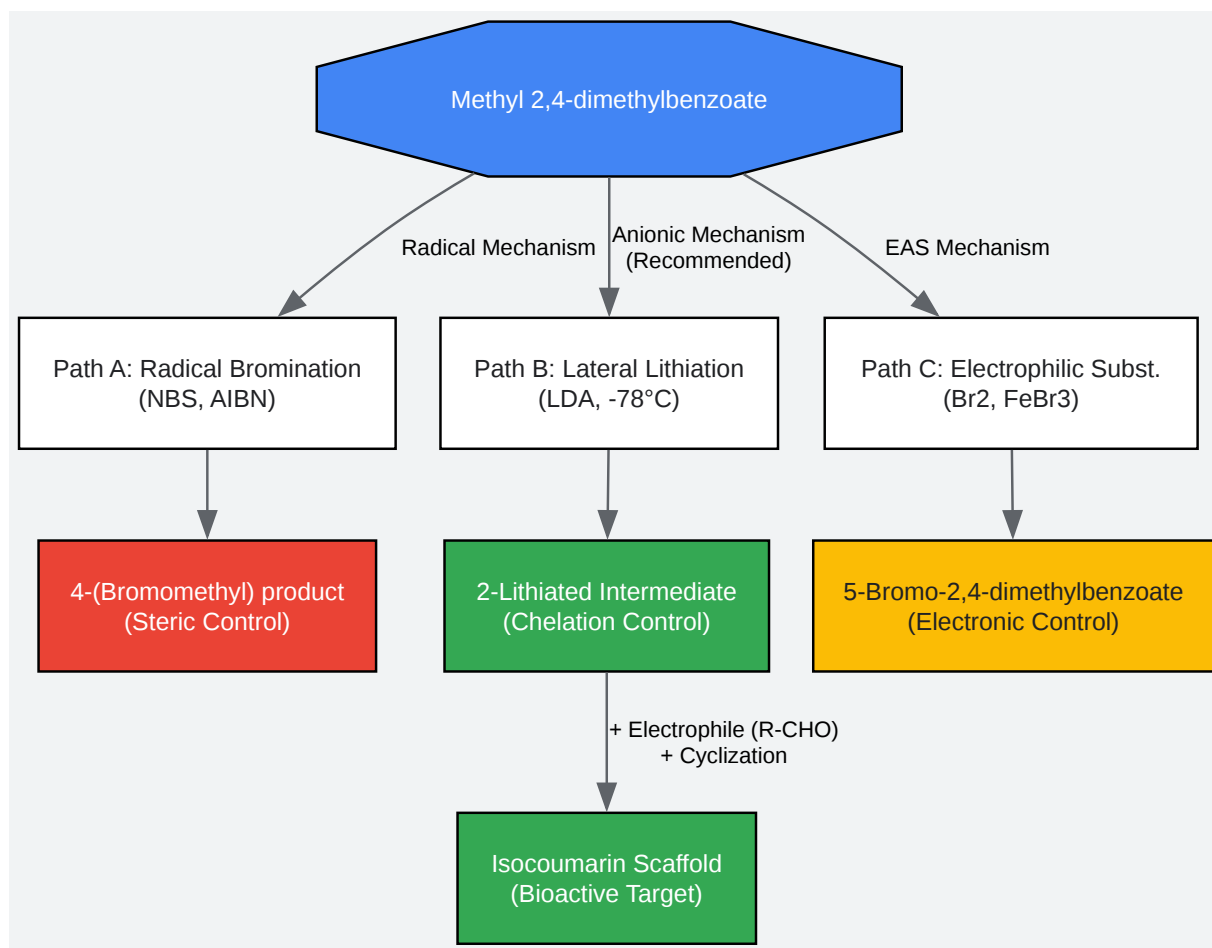 Methyl 2,4-dimethylbenzoate
Radical Mechanism
Anionic Mechanism
(Recommended)
EAS Mechanism
Path A: Radical Bromination
(NBS, AIBN)
Path B: Lateral Lithiation
(LDA, -78°C)
Path C: Electrophilic Subst.
(Br2, FeBr3)
4-(Bromomethyl) product
(Steric Control)
2-Lithiated Intermediate
(Chelation Control)
5-Bromo-2,4-dimethylbenzoate
(Electronic Control)
+ Electrophile (R-CHO)
+ Cyclization
Isocoumarin Scaffold
(Bioactive Target)